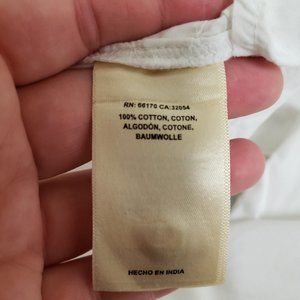 RN: 66170 CA:32054
100% COTTON, COTON,
ALGODÓN, COTONE,
BAUMWOLLE
HECHO EN INDIA